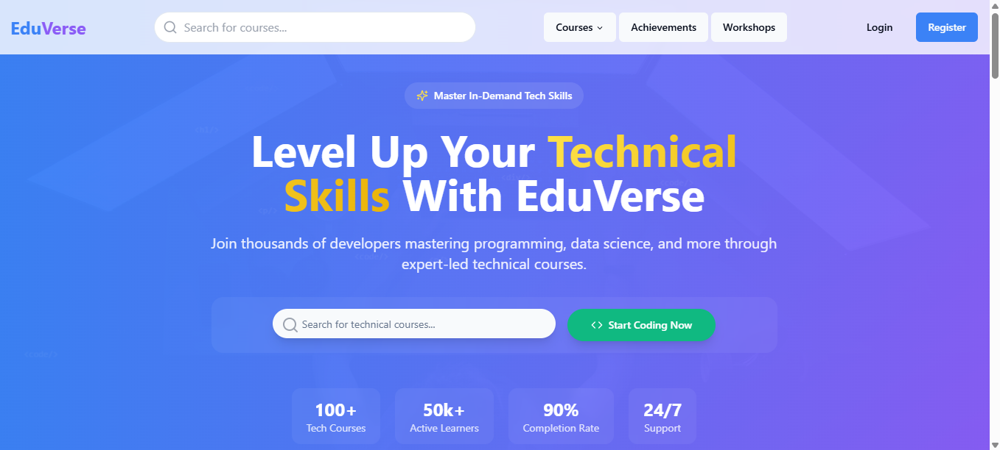 EduVerse
Search for courses...
Courses
Achievements
Workshops
Login
Register
Master In-Demand Tech Skills
Level Up Your Technical
Skills With EduVerse
Join thousands of developers mastering programming, data science, and more through
expert-led technical courses.
Search for technical courses...
<> Start Coding Now
100+
Tech Courses
50k+
Active Learners
90%
Completion Rate
24/7
Support